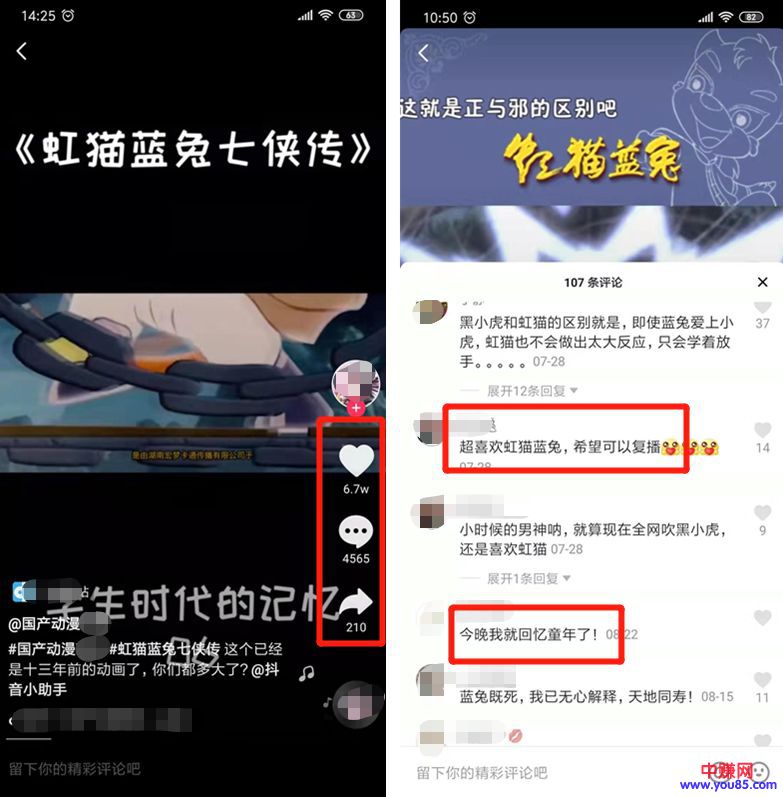 14:25
63
《虹猫蓝兔七侠传》
是由湖南宏梦卡通传播有限公司于
6.7w
4565
210
学生时代的记忆
@国产动漫
#国产动漫 #虹猫蓝兔七侠传 这个已经
是十三年前的动画了，你们都多大了? @抖
音小助手
留下你的精彩评论吧
10:50
82
这就是正与邪的区别吧
虹猫蓝兔
107 条评论
黑小虎和虹猫的区别就是，即使蓝兔爱上小
虎，虹猫也不会做出太大反应，只会学着放
手。。。。。07-28
37
展开12条回复
超喜欢虹猫蓝兔，希望可以复播
07-28
14
小时候的男神呐，就算现在全网吹黑小虎，
还是喜欢虹猫 07-28
9
展开1条回复
今晚我就回忆童年了！ 08-22
蓝兔既死，我已无心解释，天地同寿！ 08-15
11
留下你的精彩评论吧
中赚网
www.you85.com